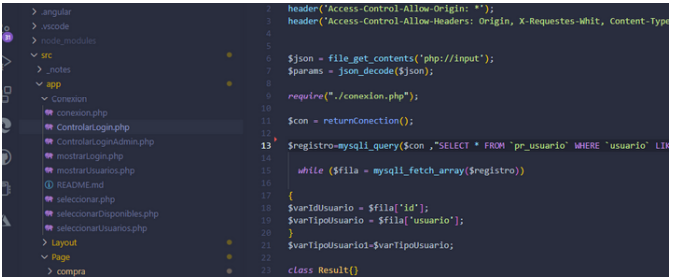 .angular
.vscode
node_modules
src
_notes
app
Conexiun
conexion.php
ControlarLogin.php
ControlarLoginAdmin.php
mostrarLogin.php
mostrarUsuarios.php
README.md
seleccionar.php
seleccionarDisponibles.php
seleccionarUsuarios.php
Layout
Page
compra
31
2 header('Access-Control-Allow-Origin: *');
3 header('Access-Control-Allow-Headers: Origin, X-Requestes-Whit, Content-Type
4
5
6 $json = file_get_contents('php://input');
7 $params = json_decode($json);
8
9 require("./conexion.php");
10
11 $con = returnConection();
12
13 $registro=mysqli_query($con ,"SELECT * FROM `pr_usuario` WHERE `usuario` LIK
14
15 while ($fila = mysqli_fetch_array($registro))
16
17 {
18 $varIdUsuario = $fila['id'];
19 $varTipoUsuario = $fila['usuario'];
20 }
21 $varTipoUsuario1=$varTipoUsuario;
22
23 class Result{}